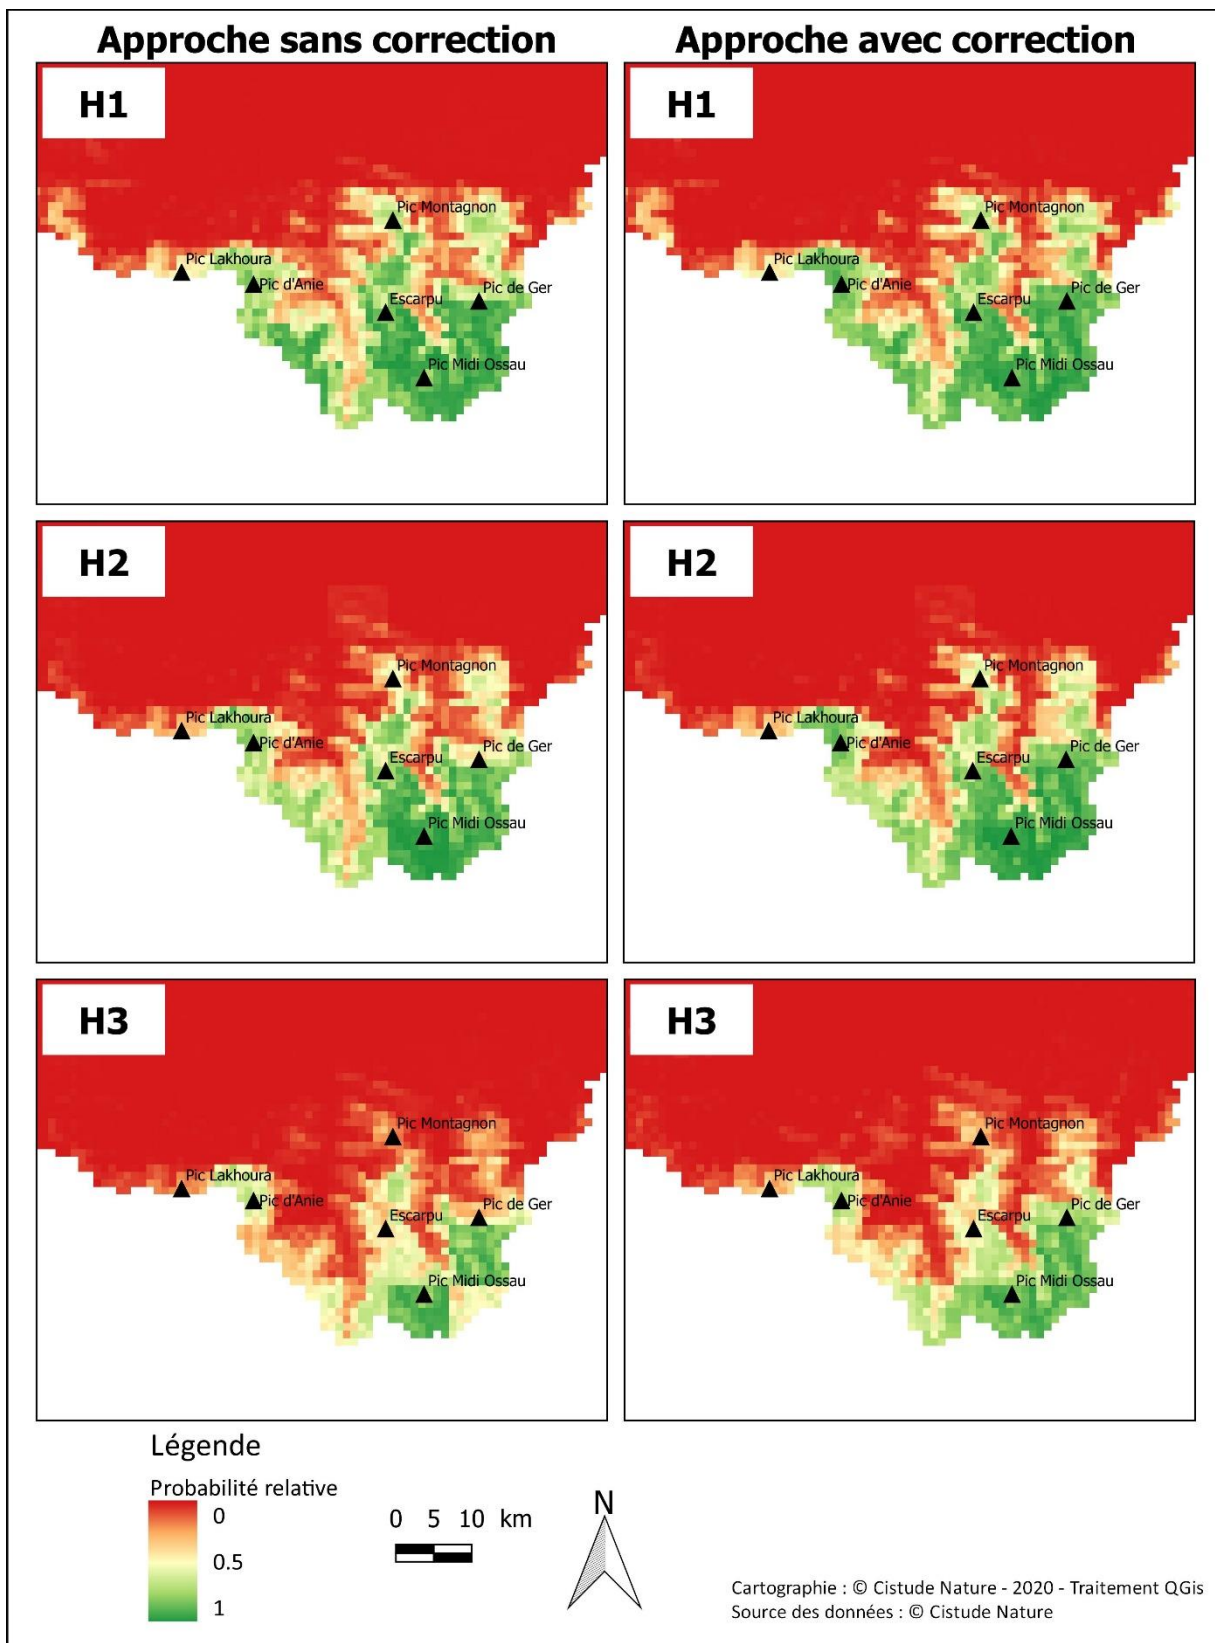 Approche sans correction
Approche avec correction
H1
Pic Montagnon
Pic Lakhoura
Pic d'Anie
Escarpu
Pic de Ger
Pic Midi Ossau
H1
Pic Montagnon
Pic Lakhoura
Pic d'Anie
Escarpu
Pic de Ger
Pic Midi Ossau
H2
Pic Montagnon
Pic Lakhoura
Pic d'Anie
Escarpu
Pic de Ger
Pic Midi Ossau
H2
Pic Montagnon
Pic Lakhoura
Pic d'Anie
Escarpu
Pic de Ger
Pic Midi Ossau
H3
Pic Montagnon
Pic Lakhoura
Pic d'Anie
Escarpu
Pic de Ger
Pic Midi Ossau
H3
Pic Montagnon
Pic Lakhoura
Pic d'Anie
Escarpu
Pic de Ger
Pic Midi Ossau
Légende
Probabilité relative
0
0.5
1
0 5 10 km
N
Cartographie : © Cistude Nature - 2020 - Traitement QGis
Source des données : © Cistude Nature